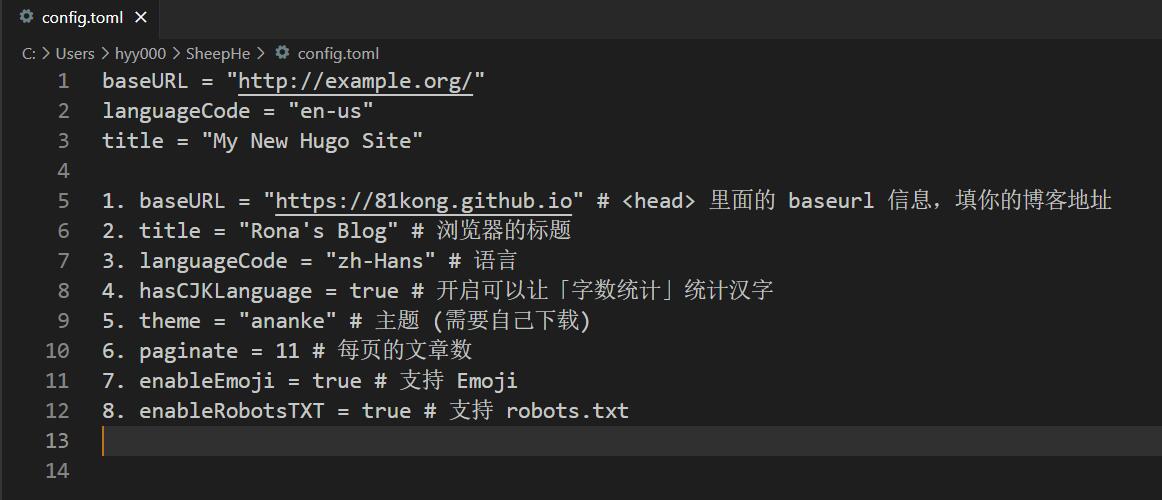 config.toml ×
C: > Users > hyy000 > SheepHe > config.toml
1 baseURL = "http://example.org/"
2 languageCode = "en-us"
3 title = "My New Hugo Site"
4
5 1. baseURL = "https://81kong.github.io" # <head> 里面的 baseurl 信息，填你的博客地址
6 2. title = "Rona's Blog" # 浏览器的标题
7 3. languageCode = "zh-Hans" # 语言
8 4. hasCJKLanguage = true # 开启可以让「字数统计」统计汉字
9 5. theme = "ananke" # 主题 (需要自己下载)
10 6. paginate = 11 # 每页的文章数
11 7. enableEmoji = true # 支持 Emoji
12 8. enableRobotsTXT = true # 支持 robots.txt
13
14